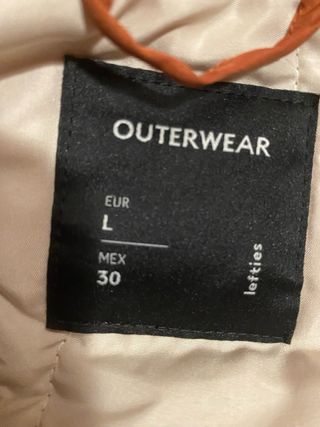 OUTERWEAR
EUR
L
MEX
30
lefties